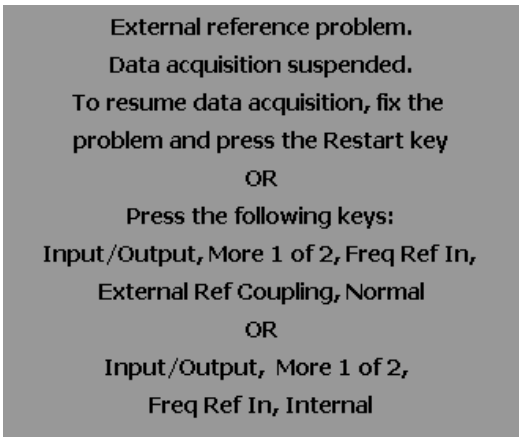 External reference problem.
Data acquisition suspended.
To resume data acquisition, fix the
problem and press the Restart key
OR
Press the following keys:
Input/Output, More 1 of 2, Freq Ref In,
External Ref Coupling, Normal
OR
Input/Output, More 1 of 2,
Freq Ref In, Internal